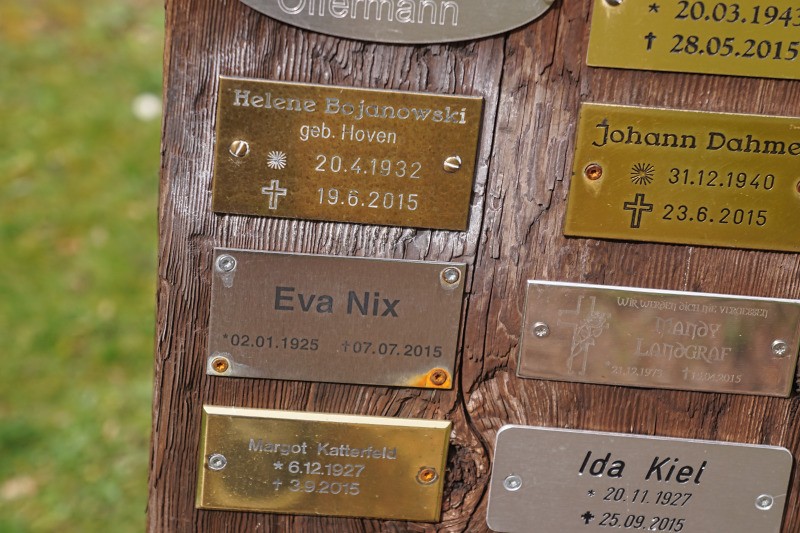 Ollermann
20.03.1943
28.05.2015
Helene Bojanowski
geb. Hoven
20.4.1932
19.6.2015
Johann Dahme
31.12.1940
23.6.2015
Eva Nix
*02.01.1925 †07.07.2015
WIR WERDEN DICH NIE VERGESSEN
MANDY
LANDGRAF
Margot Katterfeld
* 6.12.1927
† 3.9.2015
Ida Kiel
* 20.11.1927
✝ 25.09.2015